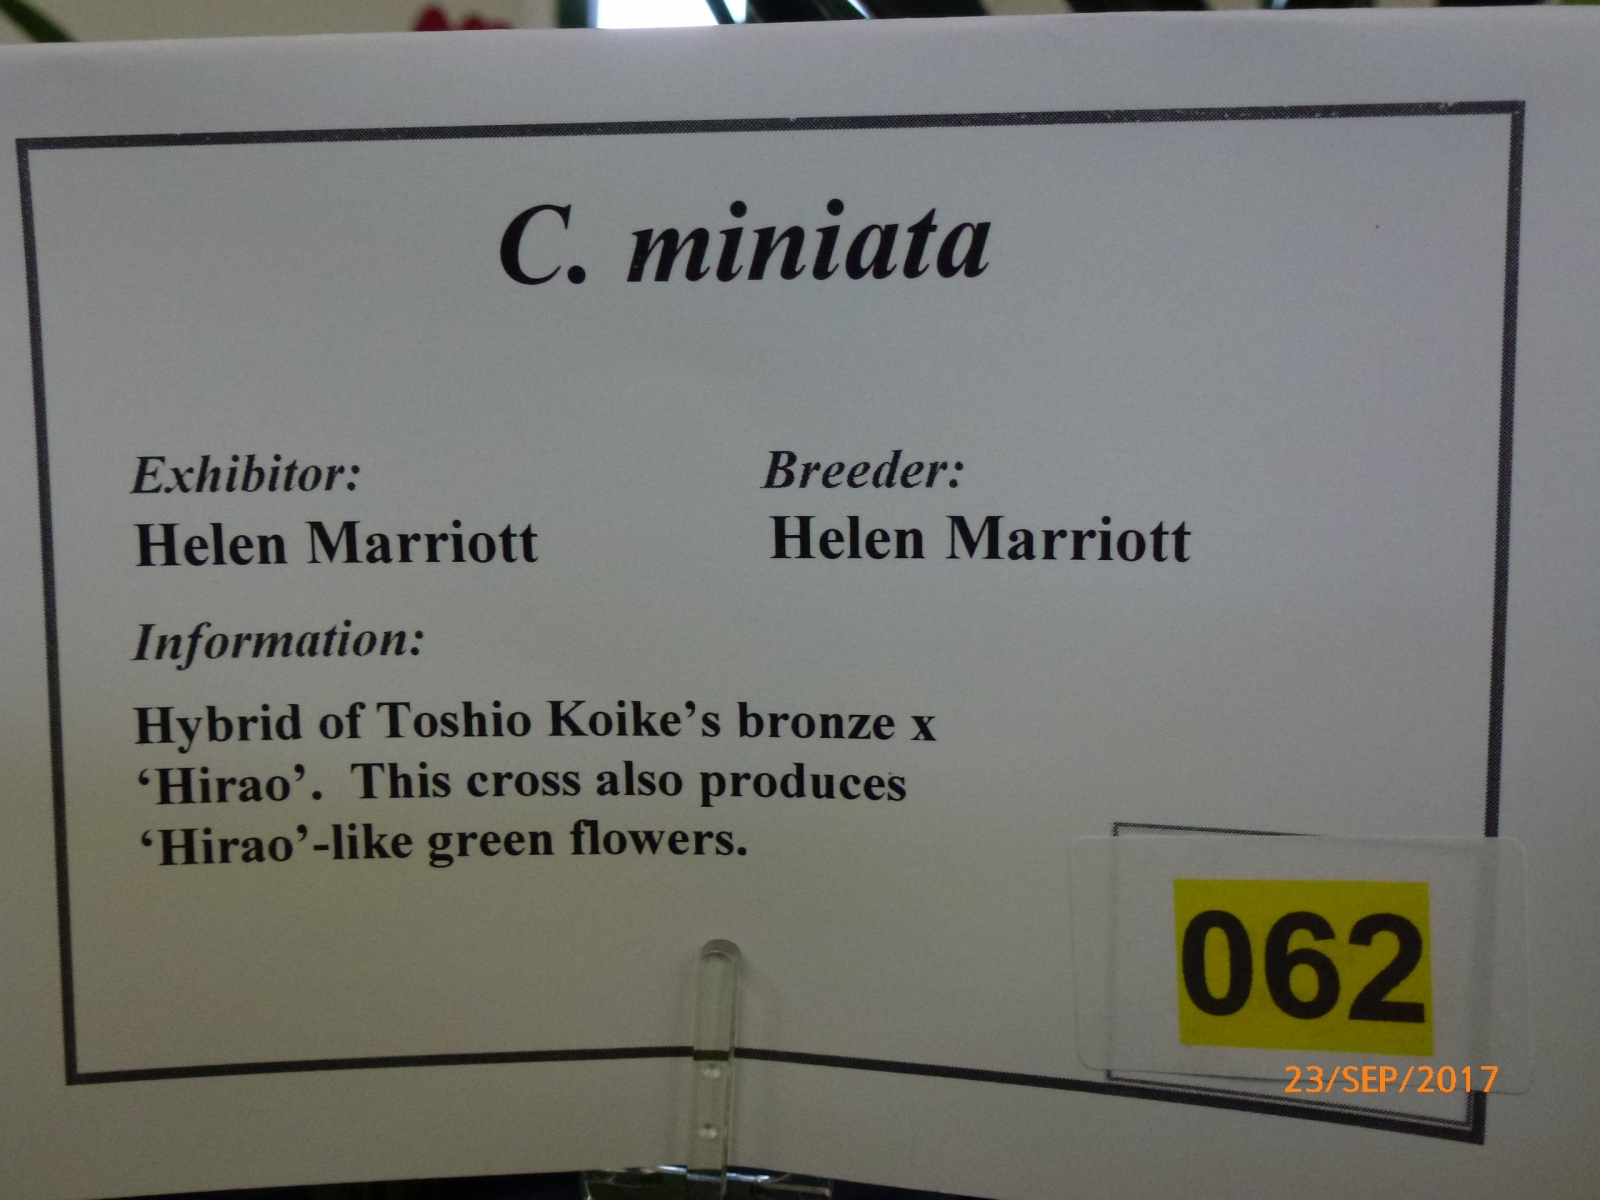 C. miniata
Exhibitor:
Helen Marriott
Breeder:
Helen Marriott
Information:
Hybrid of Toshio Koike’s bronze x
‘Hirao’. This cross also produces
‘Hirao’-like green flowers.
062
23/SEP/2017